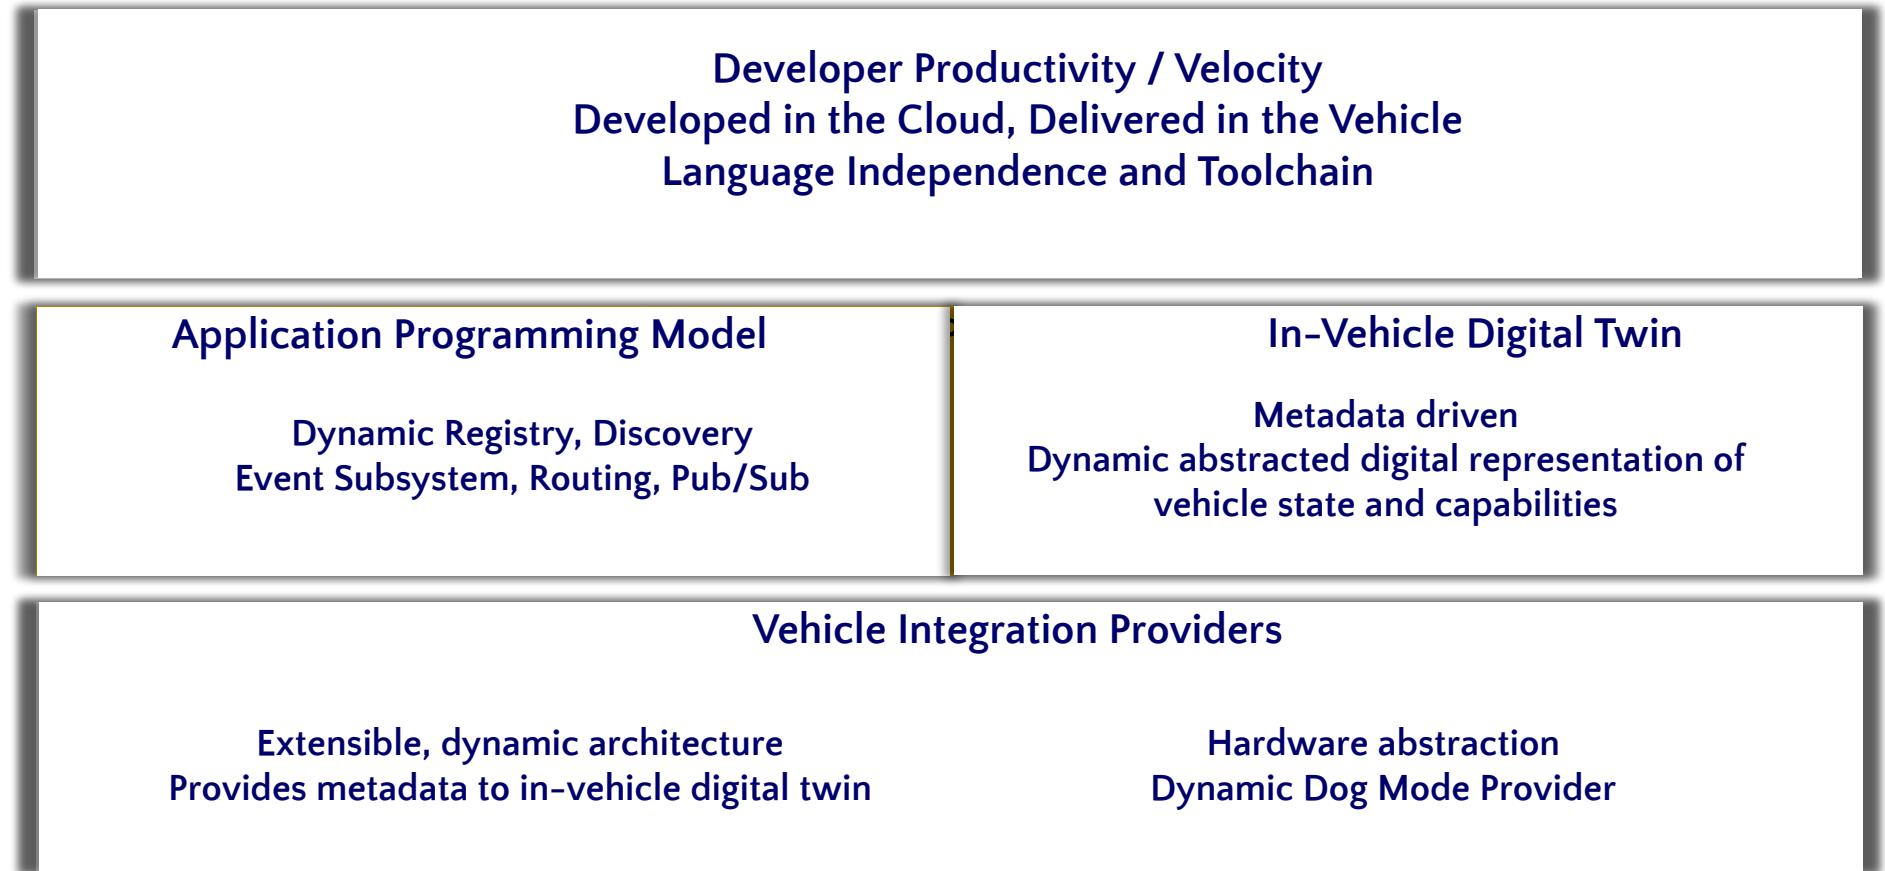 Developer Productivity / Velocity
Developed in the Cloud, Delivered in the Vehicle
Language Independence and Toolchain
Application Programming Model
Dynamic Registry, Discovery
Event Subsystem, Routing, Pub/Sub
In-Vehicle Digital Twin
Metadata driven
Dynamic abstracted digital representation of
vehicle state and capabilities
Vehicle Integration Providers
Extensible, dynamic architecture
Provides metadata to in-vehicle digital twin
Hardware abstraction
Dynamic Dog Mode Provider